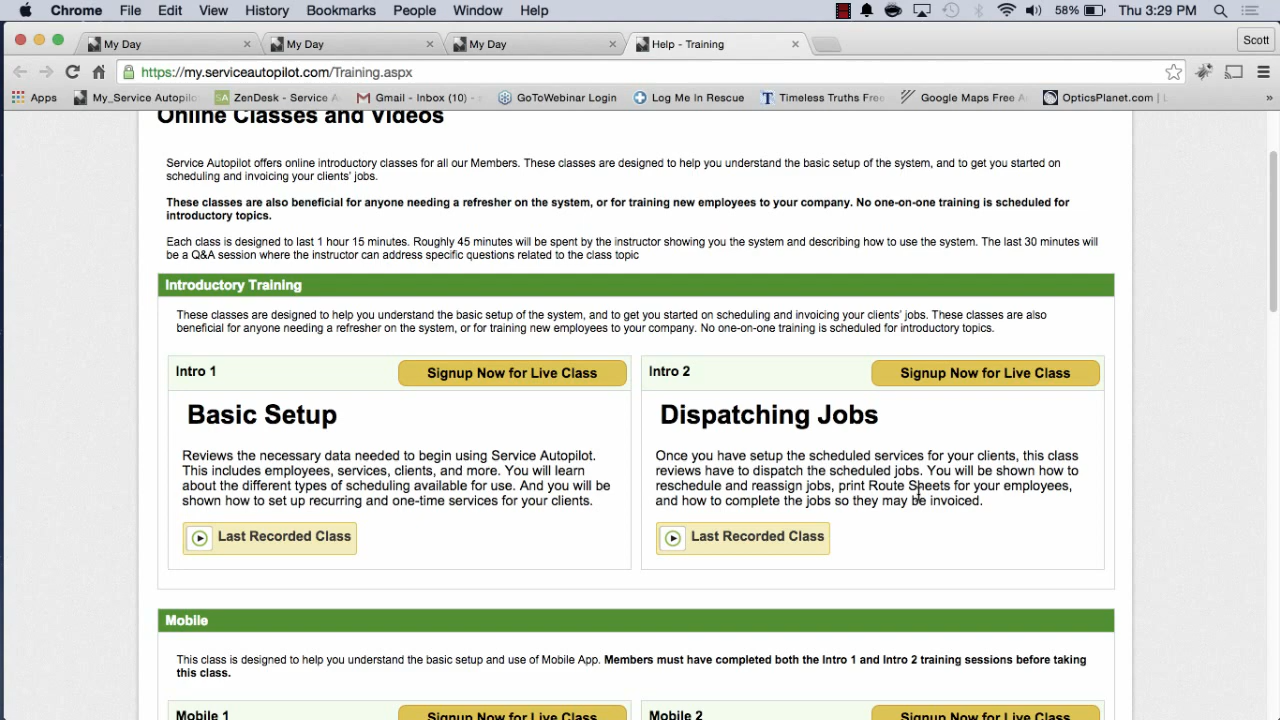 Chrome File Edit View History Bookmarks People Window Help 58% Thu 3:29 PM
My Day My Day My Day Help - Training Scott
https://my.serviceautopilot.com/Training.aspx
Apps My_Service Autopilo ZenDesk - Service A Gmail - Inbox (10) - GoToWebinar Login Log Me In Rescue Timeless Truths Fre Google Maps Free A OpticsPlanet.com | »
Online Classes and Videos
Service Autopilot offers online introductory classes for all our Members. These classes are designed to help you understand the basic setup of the system, and to get you started on
scheduling and invoicing your clients' jobs.
These classes are also beneficial for anyone needing a refresher on the system, or for training new employees to your company. No one-on-one training is scheduled for
introductory topics.
Each class is designed to last 1 hour 15 minutes. Roughly 45 minutes will be spent by the instructor showing you the system and describing how to use the system. The last 30 minutes will
be a Q&A session where the instructor can address specific questions related to the class topic
Introductory Training
These classes are designed to help you understand the basic setup of the system, and to get you started on scheduling and invoicing your clients' jobs. These classes are also
beneficial for anyone needing a refresher on the system, or for training new employees to your company. No one-on-one training is scheduled for introductory topics.
Intro 1 Signup Now for Live Class
Basic Setup
Reviews the necessary data needed to begin using Service Autopilot.
This includes employees, services, clients, and more. You will learn
about the different types of scheduling available for use. And you will be
shown how to set up recurring and one-time services for your clients.
Last Recorded Class
Intro 2 Signup Now for Live Class
Dispatching Jobs
Once you have setup the scheduled services for your clients, this class
reviews have to dispatch the scheduled jobs. You will be shown how to
reschedule and reassign jobs, print Route Sheets for your employees,
and how to complete the jobs so they may be invoiced.
Last Recorded Class
Mobile
This class is designed to help you understand the basic setup and use of Mobile App. Members must have completed both the Intro 1 and Intro 2 training sessions before taking
this class.
Mobile 1 Signup Now for Live Class
Mobile 2 Signup Now for Live Class